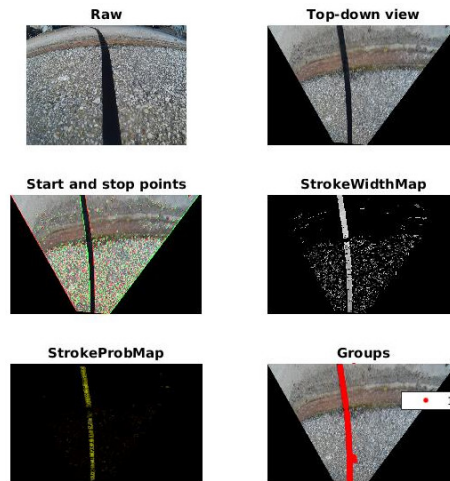 Raw
Top-down view
Start and stop points
StrokeWidthMap
StrokeProbMap
Groups